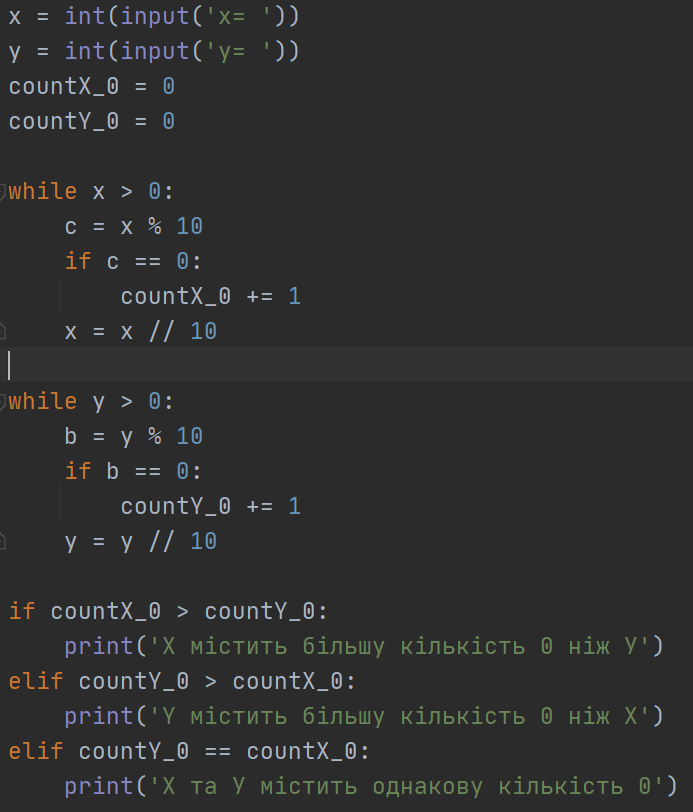 x = int(input('x= '))
y = int(input('y= '))
countX_0 = 0
countY_0 = 0
while x > 0:
    c = x % 10
    if c == 0:
        countX_0 += 1
    x = x // 10
while y > 0:
    b = y % 10
    if b == 0:
        countY_0 += 1
    y = y // 10
if countX_0 > countY_0:
    print('X містить більшу кількість 0 ніж У')
elif countY_0 > countX_0:
    print('Y містить більшу кількість 0 ніж X')
elif countY_0 == countX_0:
    print('X та У містить однакову кількість 0')